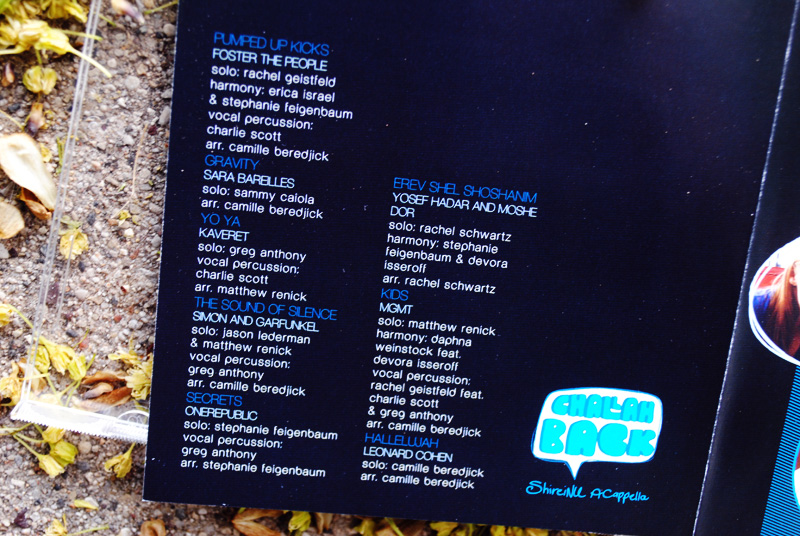 PUMPED UP KICKS
FOSTER THE PEOPLE
solo: rachel geistfeld
harmony: erica israel
& stephanie feigenbaum
vocal percussion:
charlie scott
arr. camille beredjick
GRAVITY
SARA BAREILLES
solo: sammy caiola
arr. camille beredjick
YO YA
KAVERET
solo: greg anthony
vocal percussion:
charlie scott
arr. matthew renick
THE SOUND OF SILENCE
SIMON AND GARFUNKEL
solo: jason lederman
& matthew renick
vocal percussion:
greg anthony
arr. camille beredjick
SECRETS
ONEREPUBLIC
solo: stephanie feigenbaum
vocal percussion:
greg anthony
arr. stephanie feigenbaum
EREV SHEL SHOSHANIM
YOSEF HADAR AND MOSHE
DOR
solo: rachel schwartz
harmony: stephanie
feigenbaum & devora
isseroff
arr. rachel schwartz
KIDS
MGMT
solo: matthew renick
harmony: daphna
weinstock feat.
devora isseroff
vocal percussion:
rachel geistfeld feat.
charlie scott
& greg anthony
arr. camille beredjick
HALLELUJAH
LEONARD COHEN
solo: camille beredjick
arr. camille beredjick
CHALLAH
BACK
ShireiNU ACappella